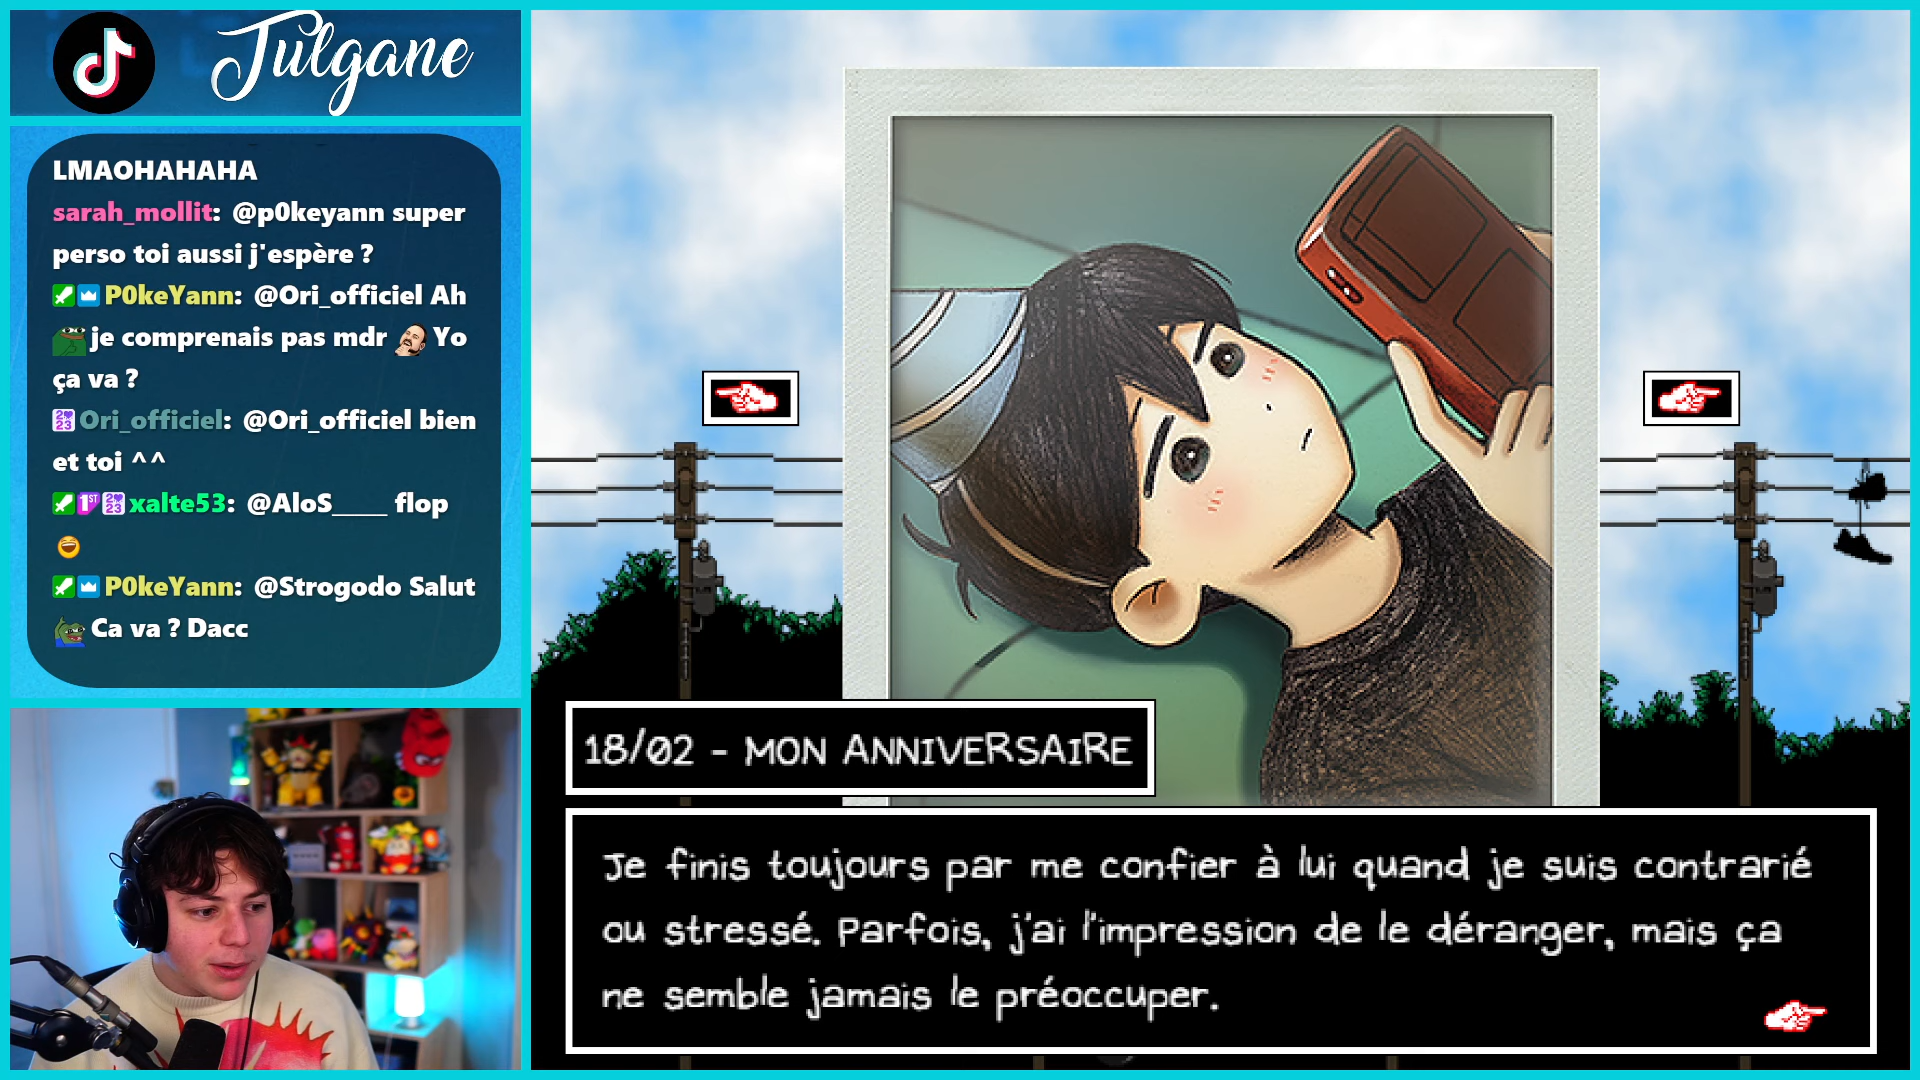 Julgane
LMAOHAHAHA
sarah_mollit: @p0keyann super
perso toi aussi j'espère ?
P0keYann: @Ori_officiel Ah
je comprenais pas mdr Yo
ça va ?
Ori_officiel: @Ori_officiel bien
et toi ^^
1ST xalte53: @AloS____ flop
P0keYann: @Strogodo Salut
Ca va ? Dacc
18/02 - MON ANNIVERSAIRE
Je finis toujours par me confier à lui quand je suis contrarié
ou stressé. Parfois, j'ai l'impression de le déranger, mais ça
ne semble jamais le préoccuper.